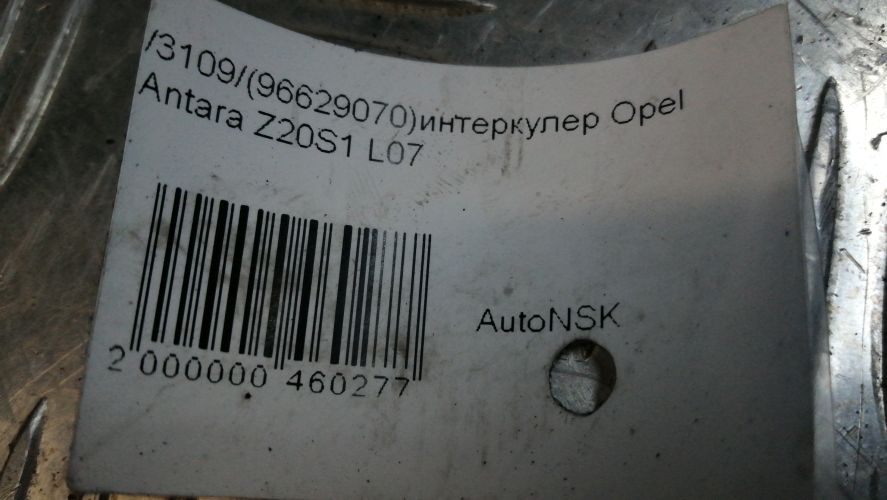 /3109/(96629070)интеркулер Opel
Antara Z20S1 L07
AutoNSK
2 000000 460277